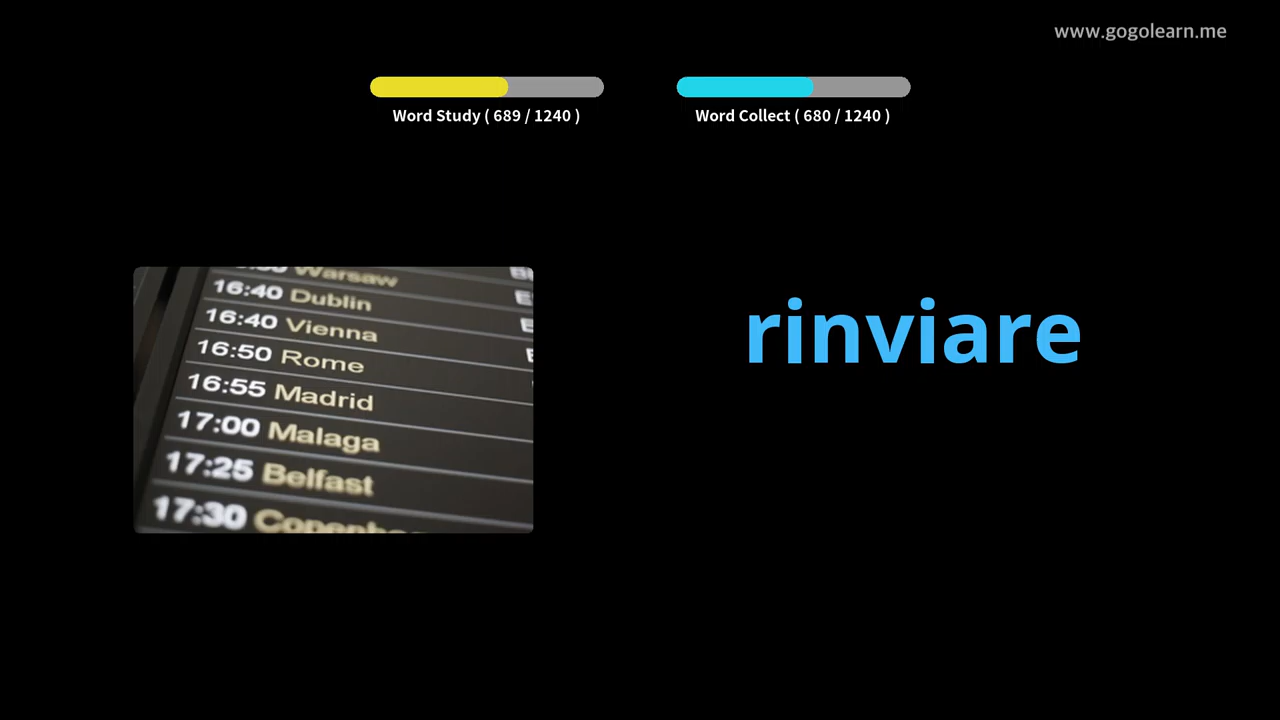 www.gogolearn.me
Word Study ( 689 / 1240 )
Word Collect ( 680 / 1240 )
Warsaw
16:40 Dublin
16:40 Vienna
16:50 Rome
16:55 Madrid
17:00 Malaga
17:25 Belfast
17:30
rinviare